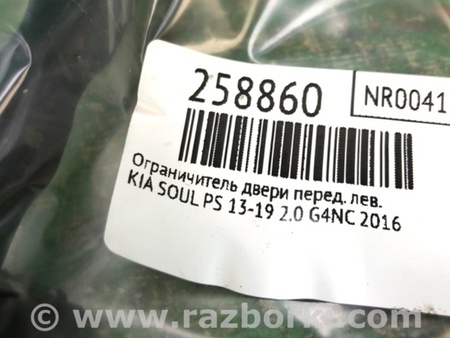 258860
NR0041
Ограничитель двери перед. лев.
KIA SOUL PS 13-19 2.0 G4NC 2016
© www.razborka.com